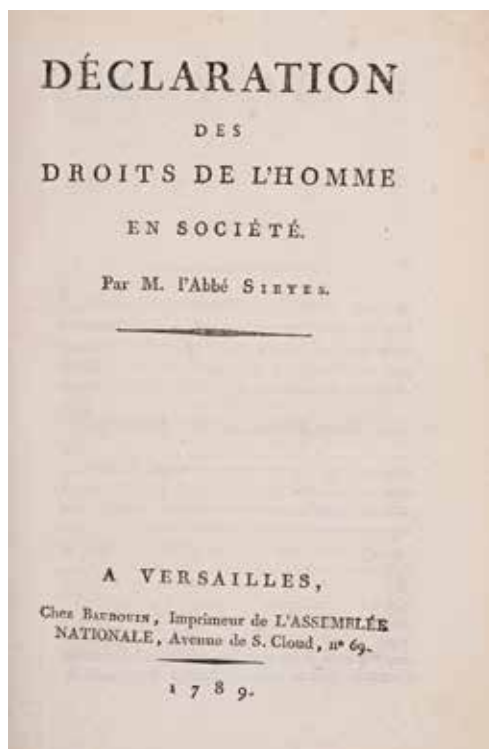 DÉCLARATION
DES
DROITS DE L'HOMME
EN SOCIÉTÉ.
Par M. l'Abbé SIEYES.
A VERSAILLES,
Chez BAUDOUIN, Imprimeur de L'ASSEMBLÉE
NATIONALE, Avenue de S. Cloud, nº 69.
1789.